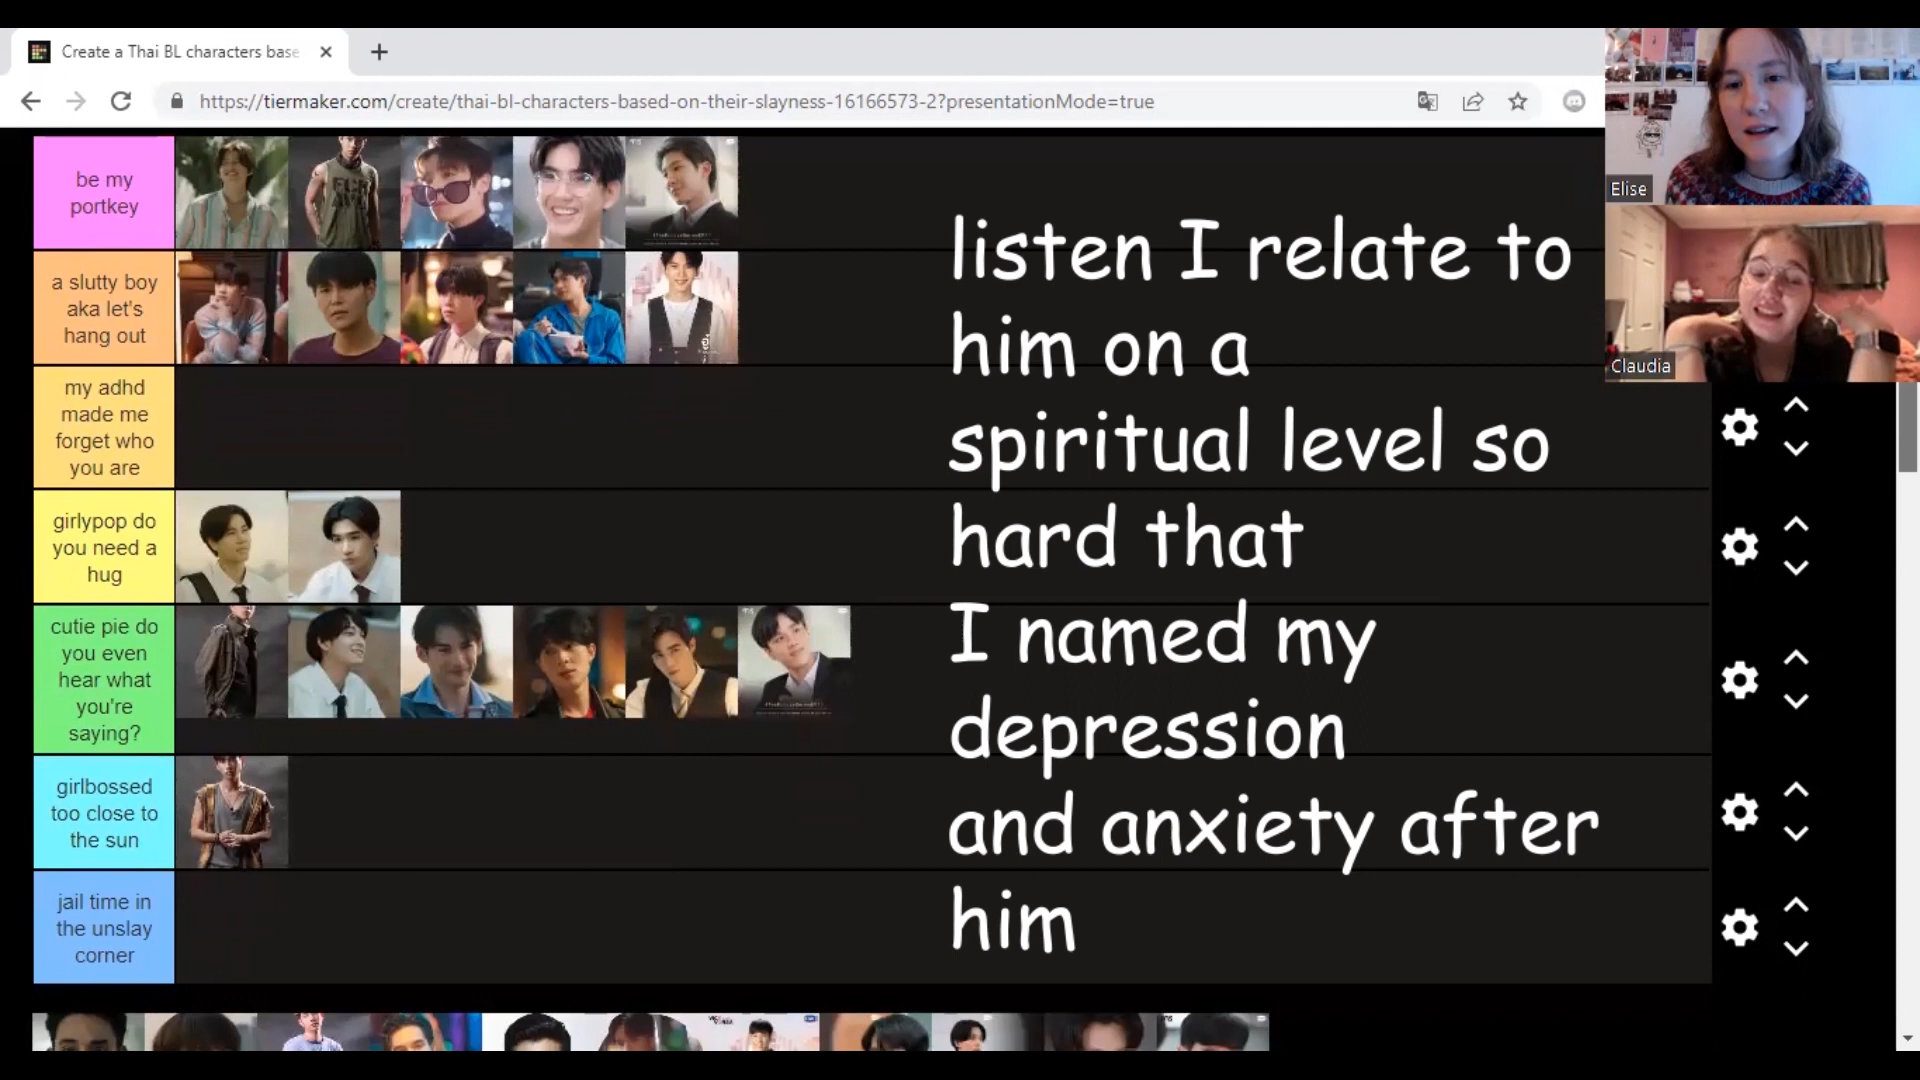 Create a Thai BL characters base
https://tiermaker.com/create/thai-bl-characters-based-on-their-slayness-16166573-2?presentationMode=true
Elise
Claudia
be my
portkey
a slutty boy
aka let's
hang out
my adhd
made me
forget who
you are
girlypop do
you need a
hug
cutie pie do
you even
hear what
you're
saying?
girlbossed
too close to
the sun
jail time in
the unslay
corner
listen I relate to
him on a
spiritual level so
hard that
I named my
depression
and anxiety after
him